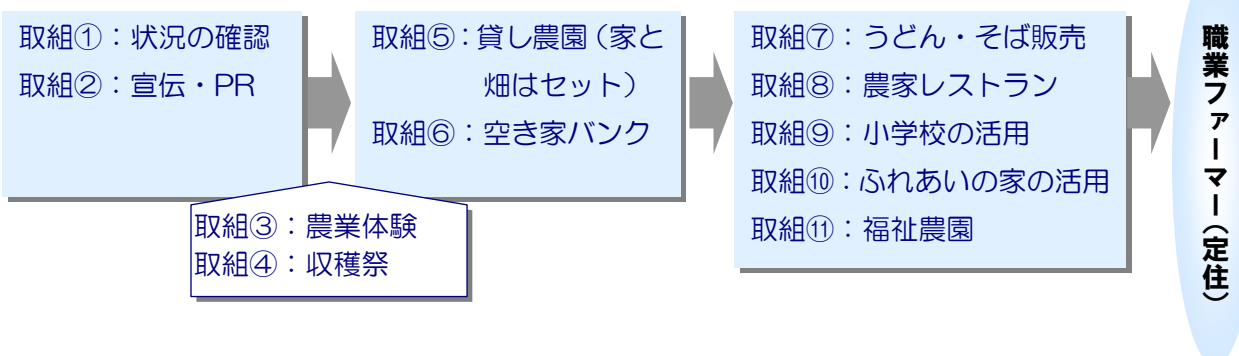 取組①：状況の確認
取組②：宣伝・PR
取組③：農業体験
取組④：収穫祭
取組⑤：貸し農園（家と
畑はセット）
取組⑥：空き家バンク
取組⑦：うどん・そば販売
取組⑧：農家レストラン
取組⑨：小学校の活用
取組⑩：ふれあいの家の活用
取組⑪：福祉農園
職業ファーマー（定住）